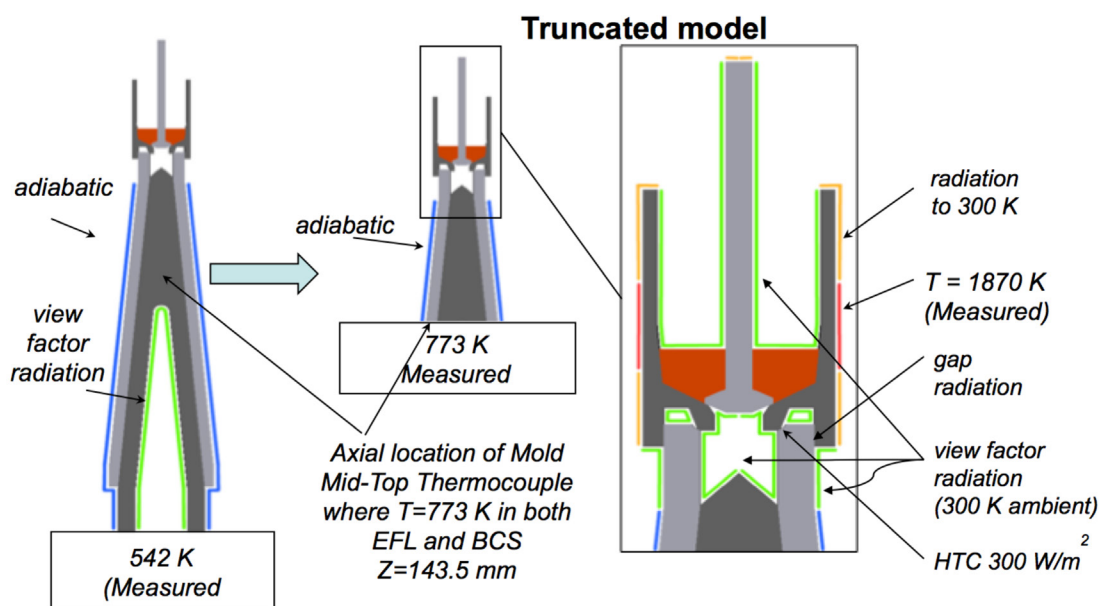 Truncated model
adiabatic
view
factor
radiation
542 K
(Measured
adiabatic
773 K
Measured
Axial location of Mold
Mid-Top Thermocouple
where T=773 K in both
EFL and BCS
Z=143.5 mm
radiation
to 300 K
T = 1870 K
(Measured)
gap
radiation
view factor
radiation
(300 K ambient)
HTC 300 W/m²